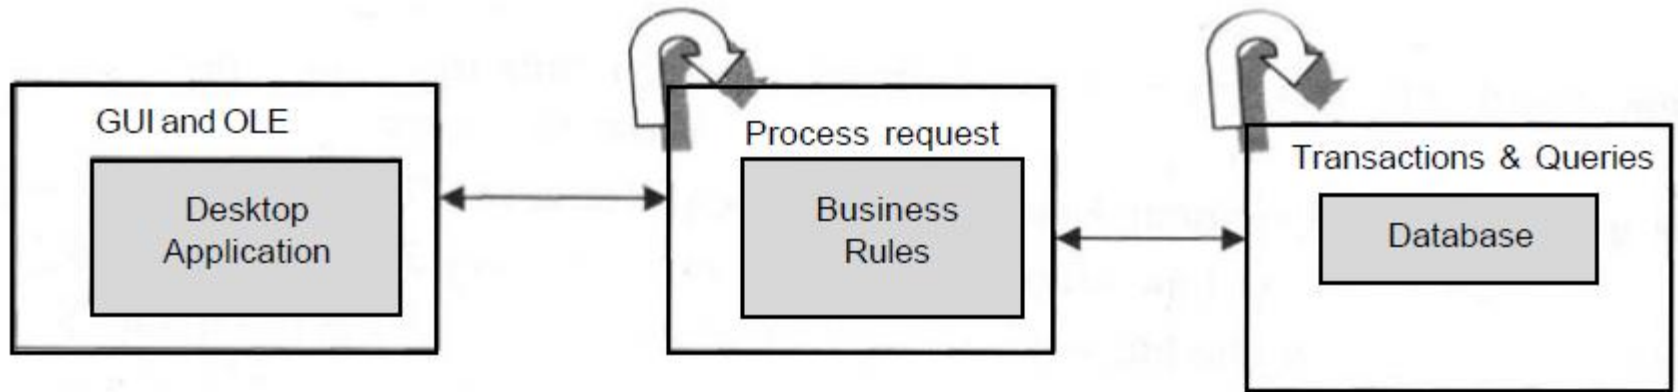 GUI and OLE
Desktop
Application
Process request
Business
Rules
Transactions & Queries
Database